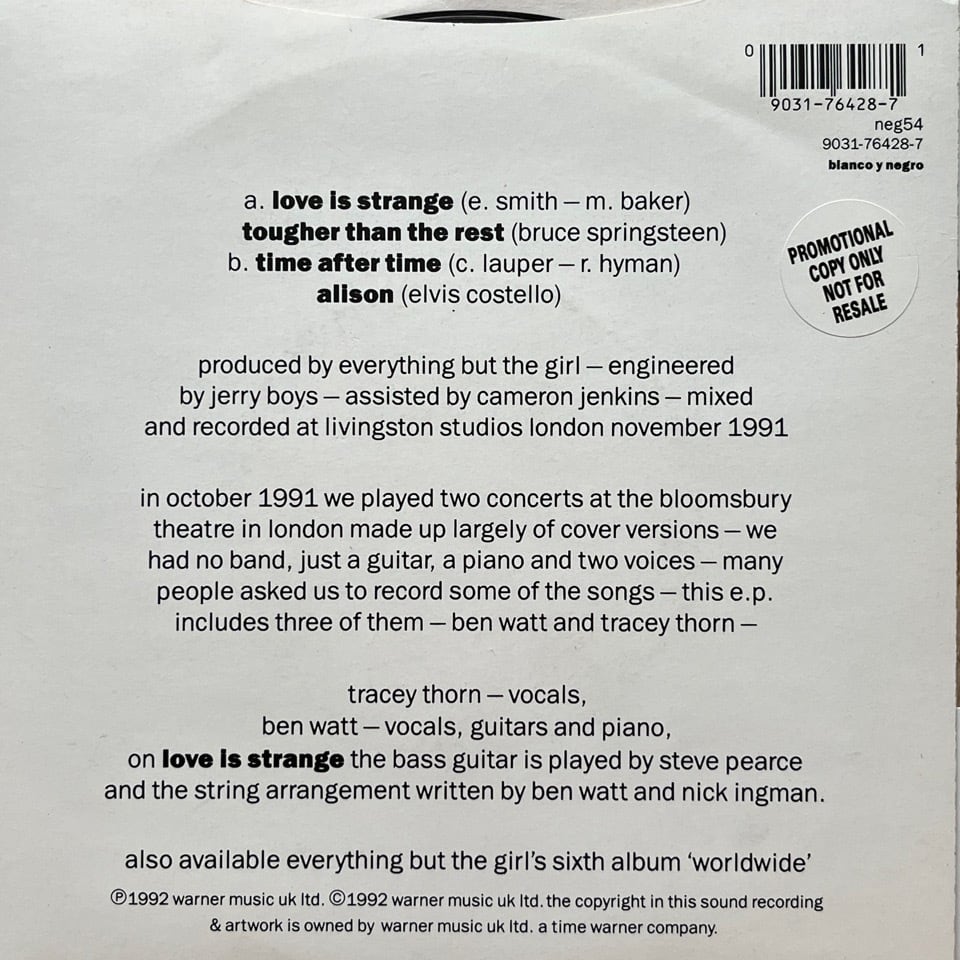 0 1
9031-76428-7
neg54
9031-76428-7
blanco y negro
a. love is strange (e. smith — m. baker)
tougher than the rest (bruce springsteen)
b. time after time (c. lauper — r. hyman)
alison (elvis costello)
PROMOTIONAL
COPY ONLY
NOT FOR
RESALE
produced by everything but the girl — engineered
by jerry boys — assisted by cameron jenkins — mixed
and recorded at livingston studios london november 1991
in october 1991 we played two concerts at the bloomsbury
theatre in london made up largely of cover versions — we
had no band, just a guitar, a piano and two voices — many
people asked us to record some of the songs — this e.p.
includes three of them — ben watt and tracey thorn —
tracey thorn — vocals,
ben watt — vocals, guitars and piano,
on love is strange the bass guitar is played by steve pearce
and the string arrangement written by ben watt and nick ingman.
also available everything but the girl's sixth album ‘worldwide’
℗1992 warner music uk ltd. ©1992 warner music uk ltd. the copyright in this sound recording
& artwork is owned by warner music uk ltd. a time warner company.